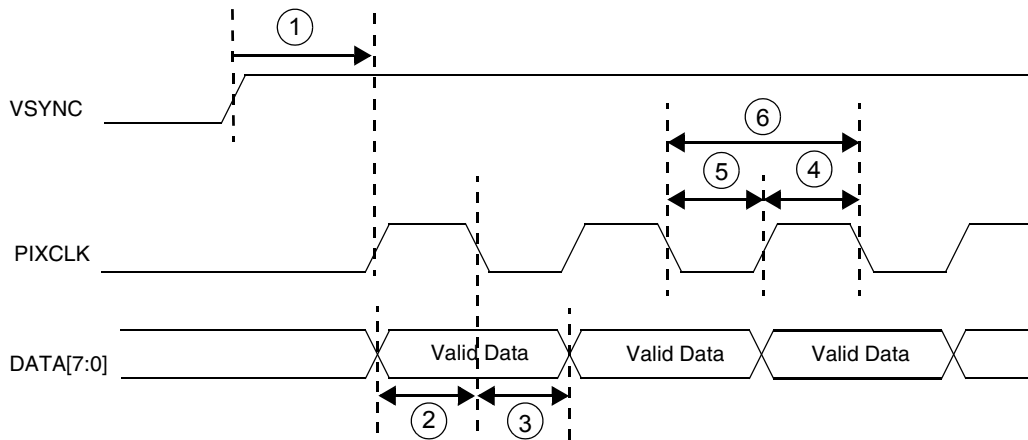 1
VSYNC
6
5 4
PIXCLK
DATA[7:0] Valid Data Valid Data Valid Data
2 3